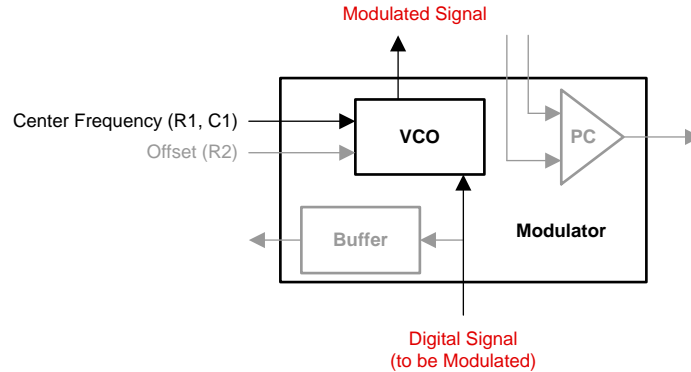 Modulated Signal
Center Frequency (R1, C1)
VCO
PC
Offset (R2)
Buffer
Modulator
Digital Signal
(to be Modulated)